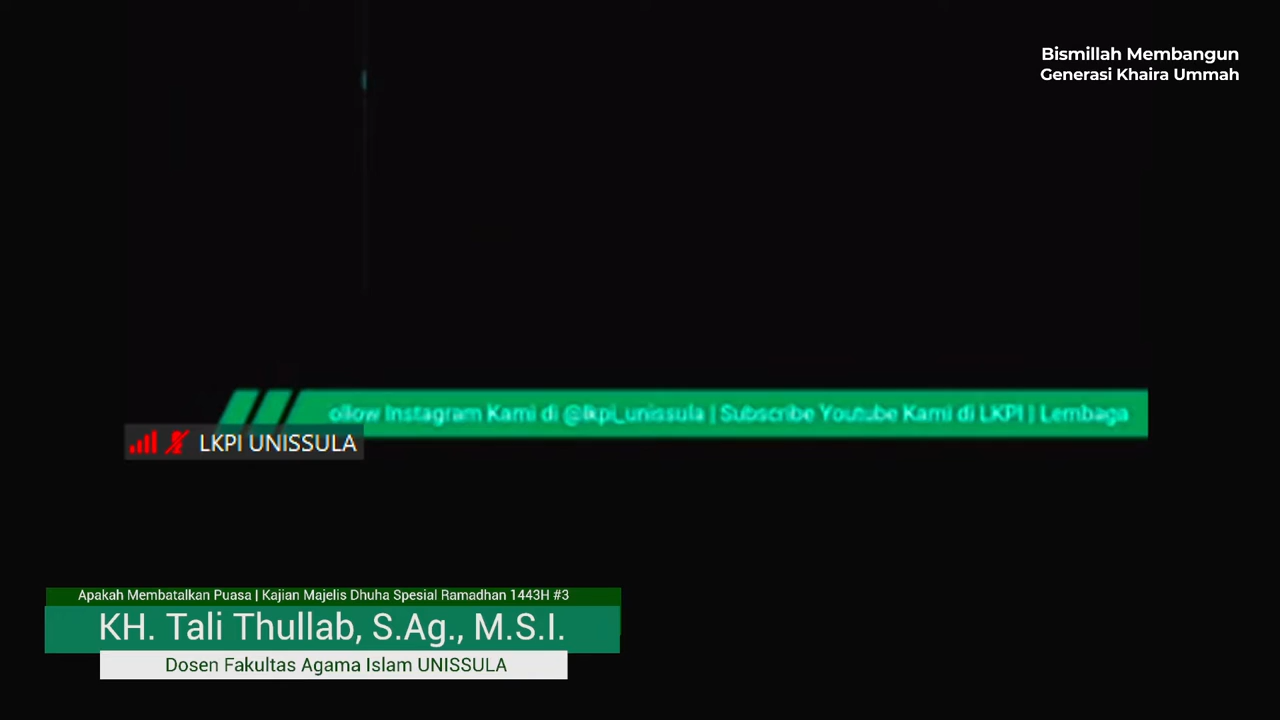 Bismillah Membangun
Generasi Khaira Ummah
ollow Instagram Kami di @lkpi_unissula | Subscribe Youtube Kami di LKPI | Lembaga
LKPI UNISSULA
Apakah Membatalkan Puasa | Kajian Majelis Dhuha Spesial Ramadhan 1443H #3
KH. Tali Thullab, S.Ag., M.S.I.
Dosen Fakultas Agama Islam UNISSULA